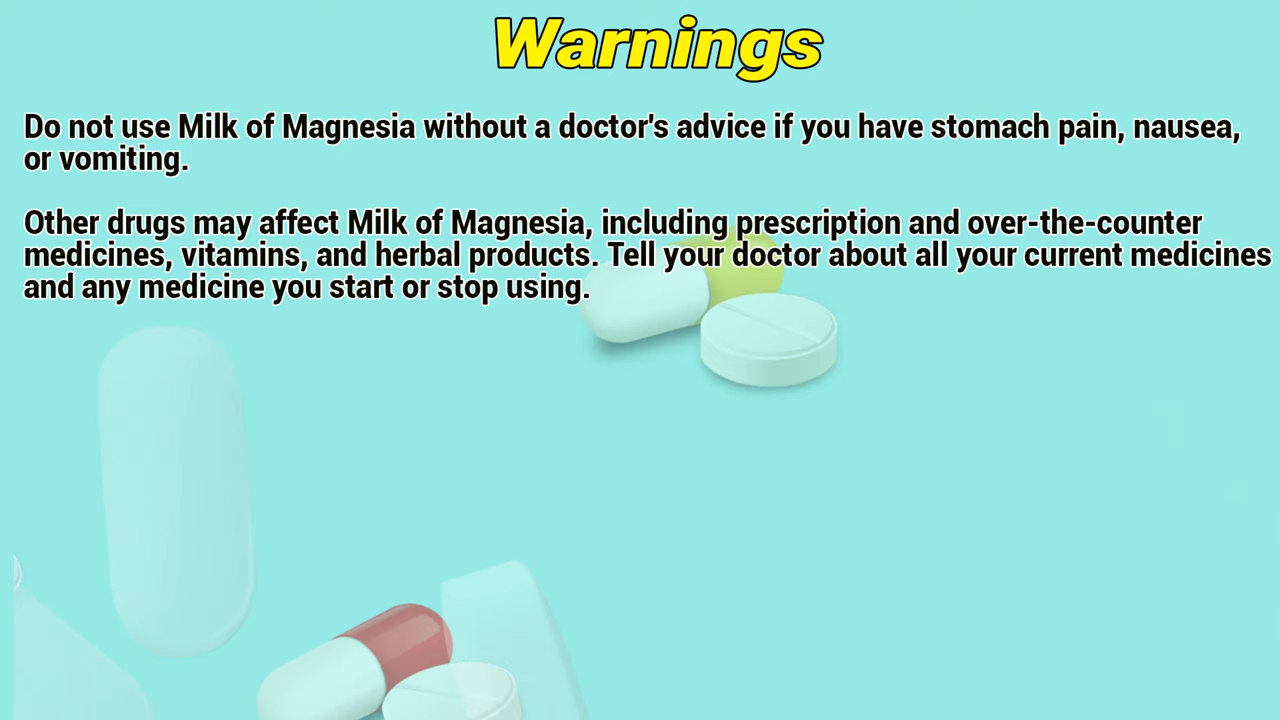 Warnings
Do not use Milk of Magnesia without a doctor's advice if you have stomach pain, nausea,
or vomiting.
Other drugs may affect Milk of Magnesia, including prescription and over-the-counter
medicines, vitamins, and herbal products. Tell your doctor about all your current medicines
and any medicine you start or stop using.